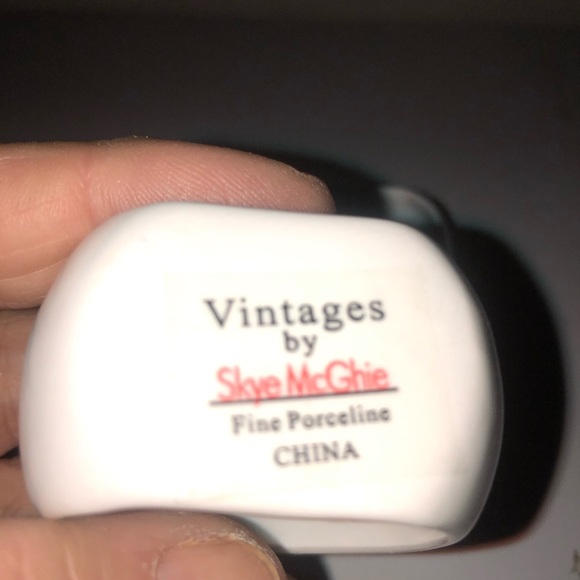 Vintages
by
Skye McGhie
Fine Porceline
CHINA